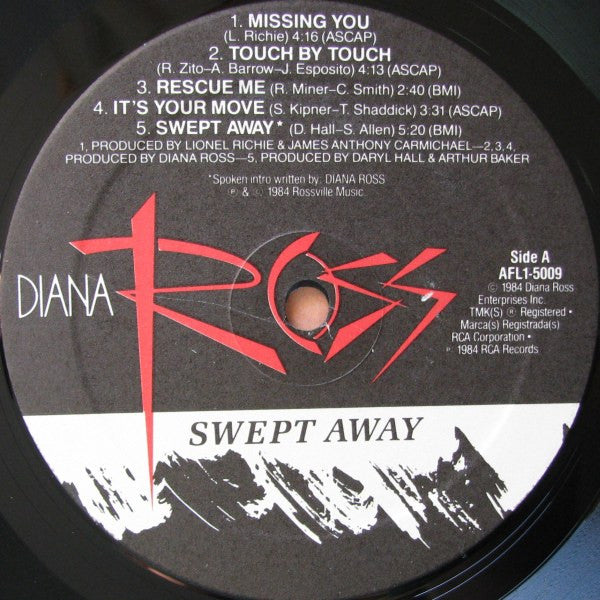 1. MISSING YOU
(L. Richie) 4:16 (ASCAP)
2. TOUCH BY TOUCH
(R. Zito–A. Barrow–J. Esposito) 4:13 (ASCAP)
3. RESCUE ME (R. Miner–C. Smith) 2:40 (BMI)
4. IT'S YOUR MOVE (S. Kipner–T. Shaddick) 3:31 (ASCAP)
5. SWEPT AWAY* (D. Hall–S. Allen) 5:20 (BMI)
1, PRODUCED BY LIONEL RICHIE & JAMES ANTHONY CARMICHAEL—2,3,4,
PRODUCED BY DIANA ROSS—5, PRODUCED BY DARYL HALL & ARTHUR BAKER
*Spoken intro written by: DIANA ROSS
℗ & © 1984 Rossville Music
DIANA ROSS
Side A
AFL1-5009
© 1984 Diana Ross
Enterprises Inc.
TMK(S) ® Registered •
Marca(s) Registrada(s)
RCA Corporation •
℗ 1984 RCA Records
SWEPT AWAY